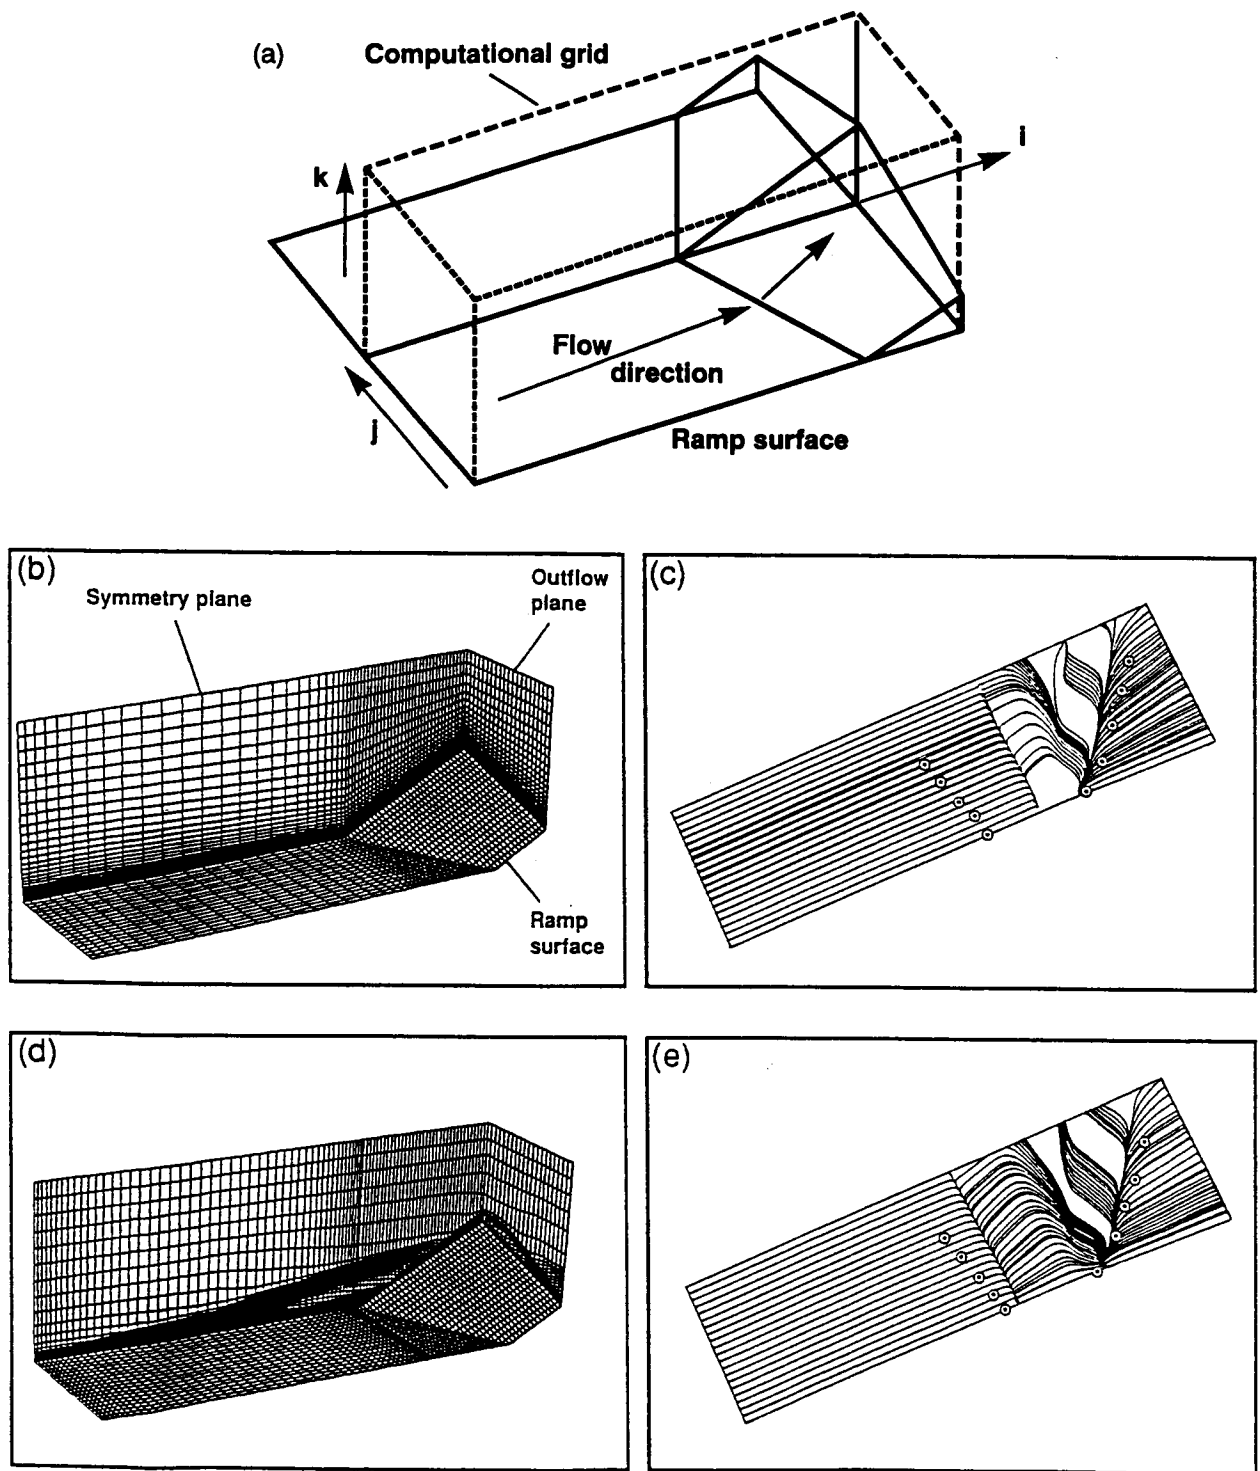 (a)
Computational grid
k
i
Flow
direction
j
Ramp surface
(b)
Symmetry plane
Outflow
plane
Ramp
surface
(c)
(d)
(e)